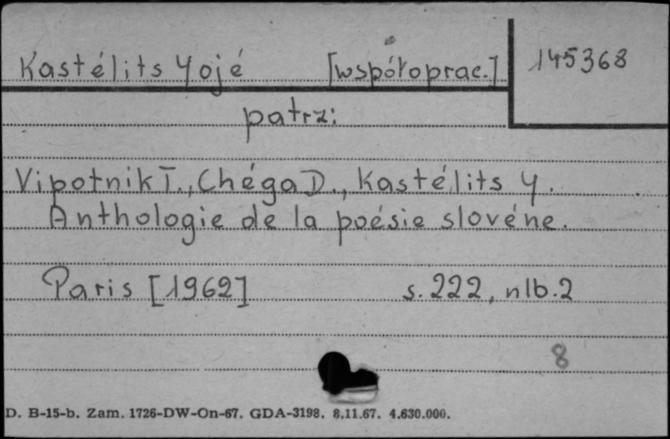 Kastélits Yojé [współoprac.] 145368
patrz:
Vipotnik T., Chéga D., Kastélits Y.
Anthologie de la poésie slovéne.
Paris [1962] s. 222, nlb. 2
8
D. B-15-b. Zam. 1726-DW-On-67. GDA-3198. 8.11.67. 4.630.000.